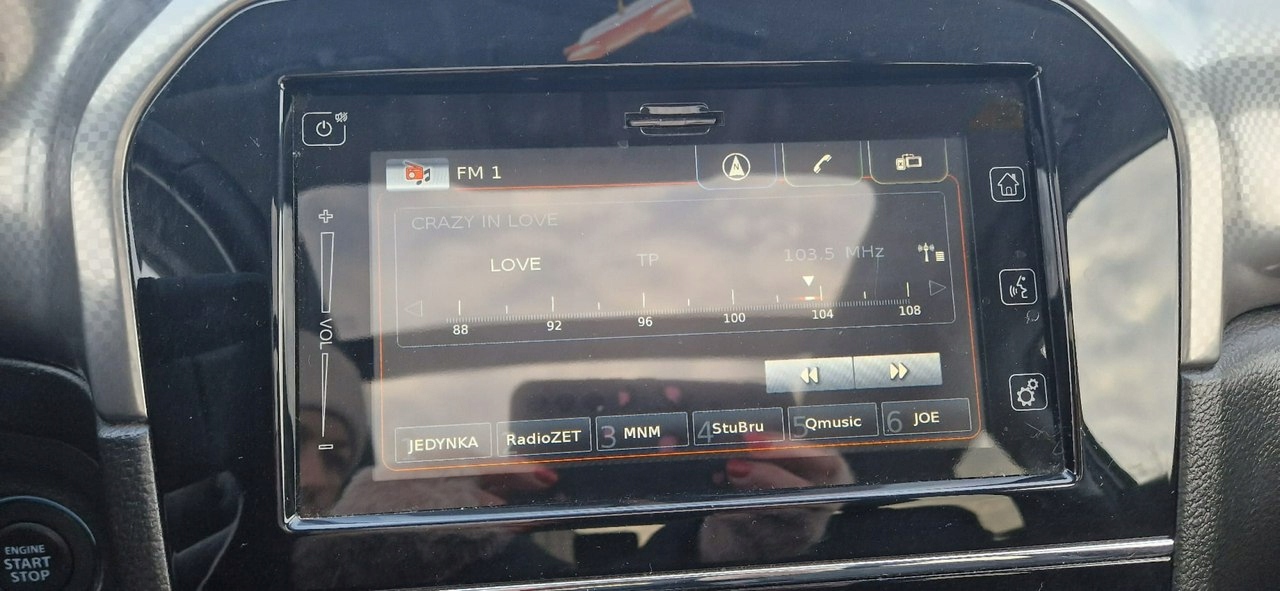 FM 1
CRAZY IN LOVE
LOVE TP 103.5 MHz
88 92 96 100 104 108
+
VOL
-
JEDYNKA RadioZET 3 MNM 4 StuBru 5 Qmusic 6 JOE
ENGINE
START
STOP